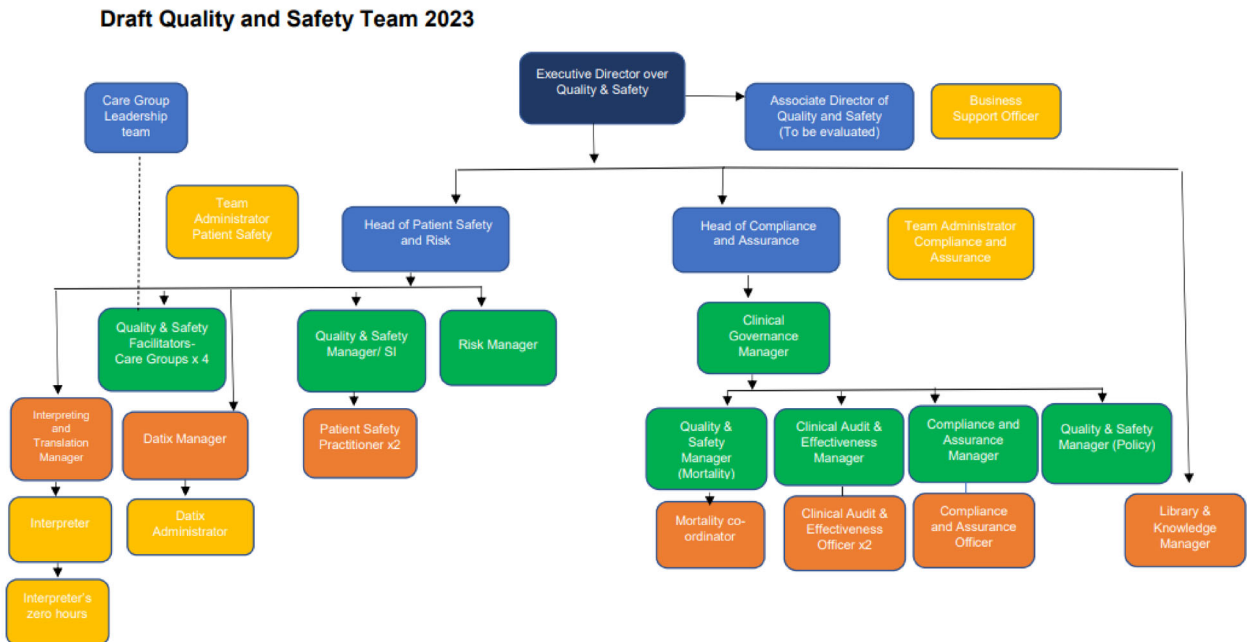 Draft Quality and Safety Team 2023
Executive Director over
Quality & Safety
Care Group
Leadership
team
Associate Director of
Quality and Safety
(To be evaluated)
Business
Support Officer
Team
Administrator
Patient Safety
Head of Patient Safety
and Risk
Head of Compliance
and Assurance
Team Administrator
Compliance and
Assurance
Quality & Safety
Facilitators-
Care Groups x 4
Quality & Safety
Manager/ SI
Risk Manager
Clinical
Governance
Manager
Interpreting
and
Translation
Manager
Datix Manager
Patient Safety
Practitioner x2
Quality &
Safety
Manager
(Mortality)
Clinical Audit &
Effectiveness
Manager
Compliance and
Assurance
Manager
Quality & Safety
Manager (Policy)
Interpreter
Datix
Administrator
Mortality co-
ordinator
Clinical Audit &
Effectiveness
Officer x2
Compliance
and Assurance
Officer
Library &
Knowledge
Manager
Interpreter's
zero hours